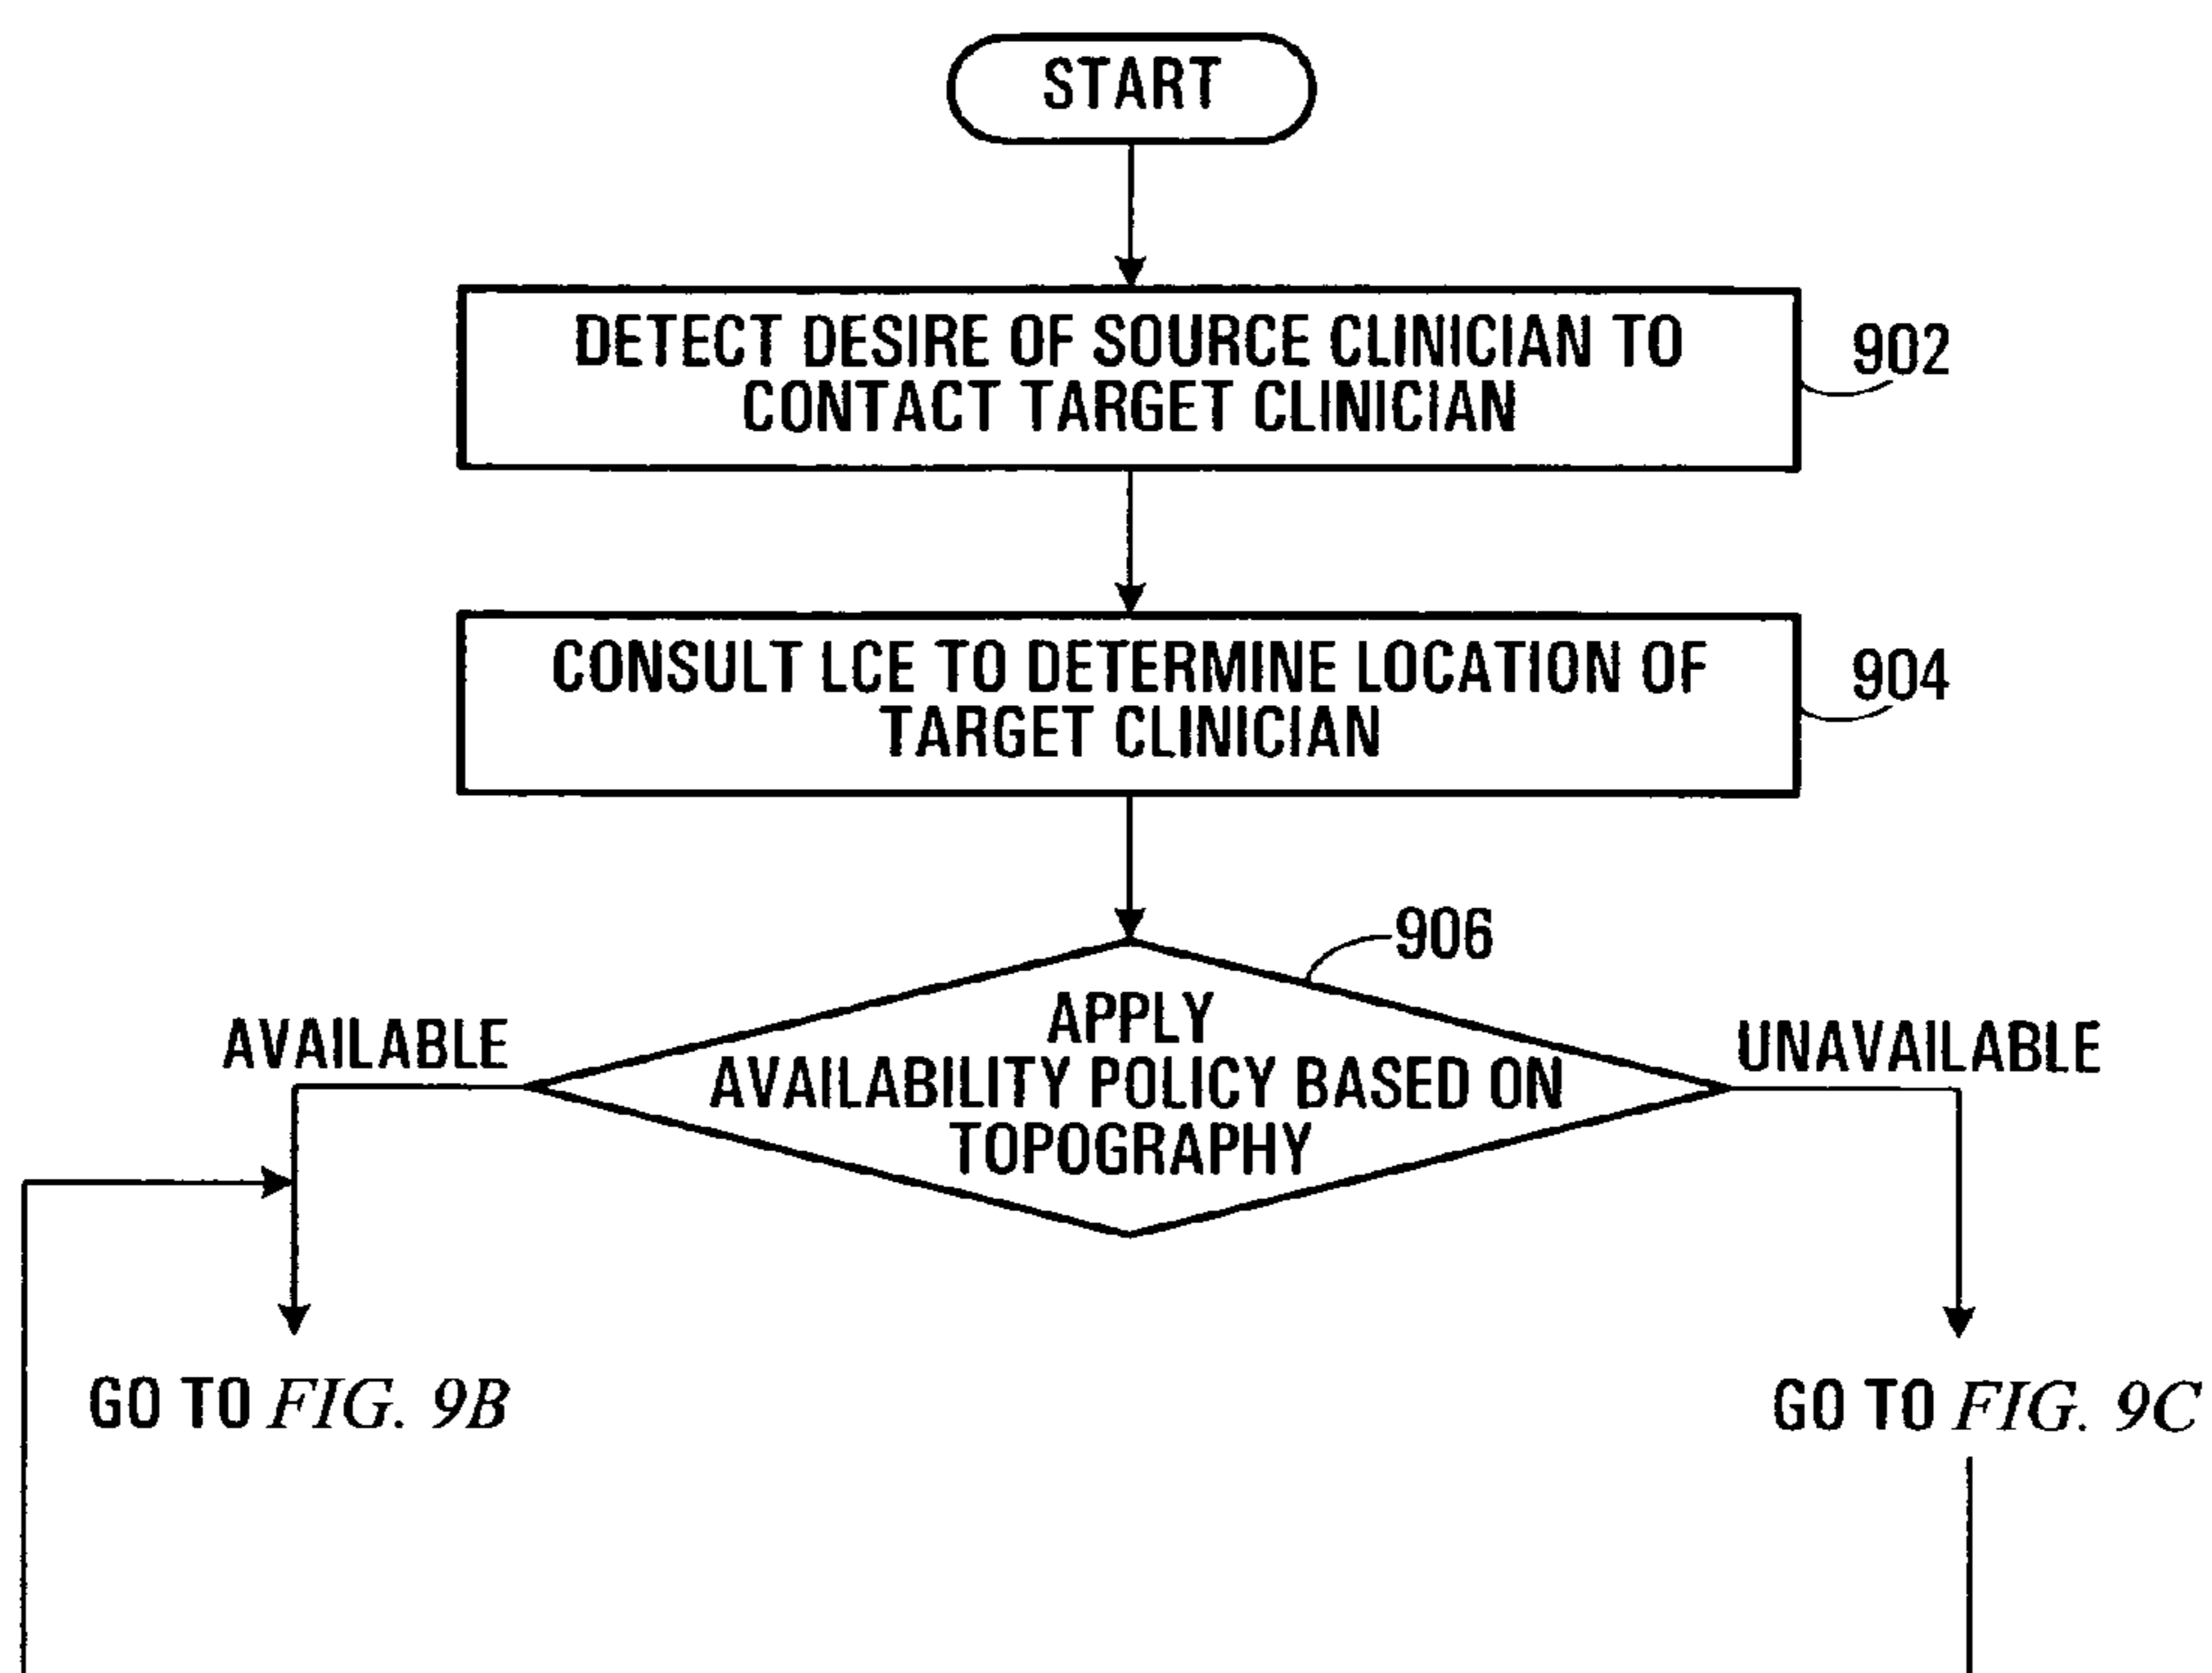 START
DETECT DESIRE OF SOURCE CLINICIAN TO
CONTACT TARGET CLINICIAN
902
CONSULT LCE TO DETERMINE LOCATION OF
TARGET CLINICIAN
904
906
APPLY
AVAILABILITY POLICY BASED ON
TOPOGRAPHY
AVAILABLE
UNAVAILABLE
GO TO FIG. 9B
GO TO FIG. 9C